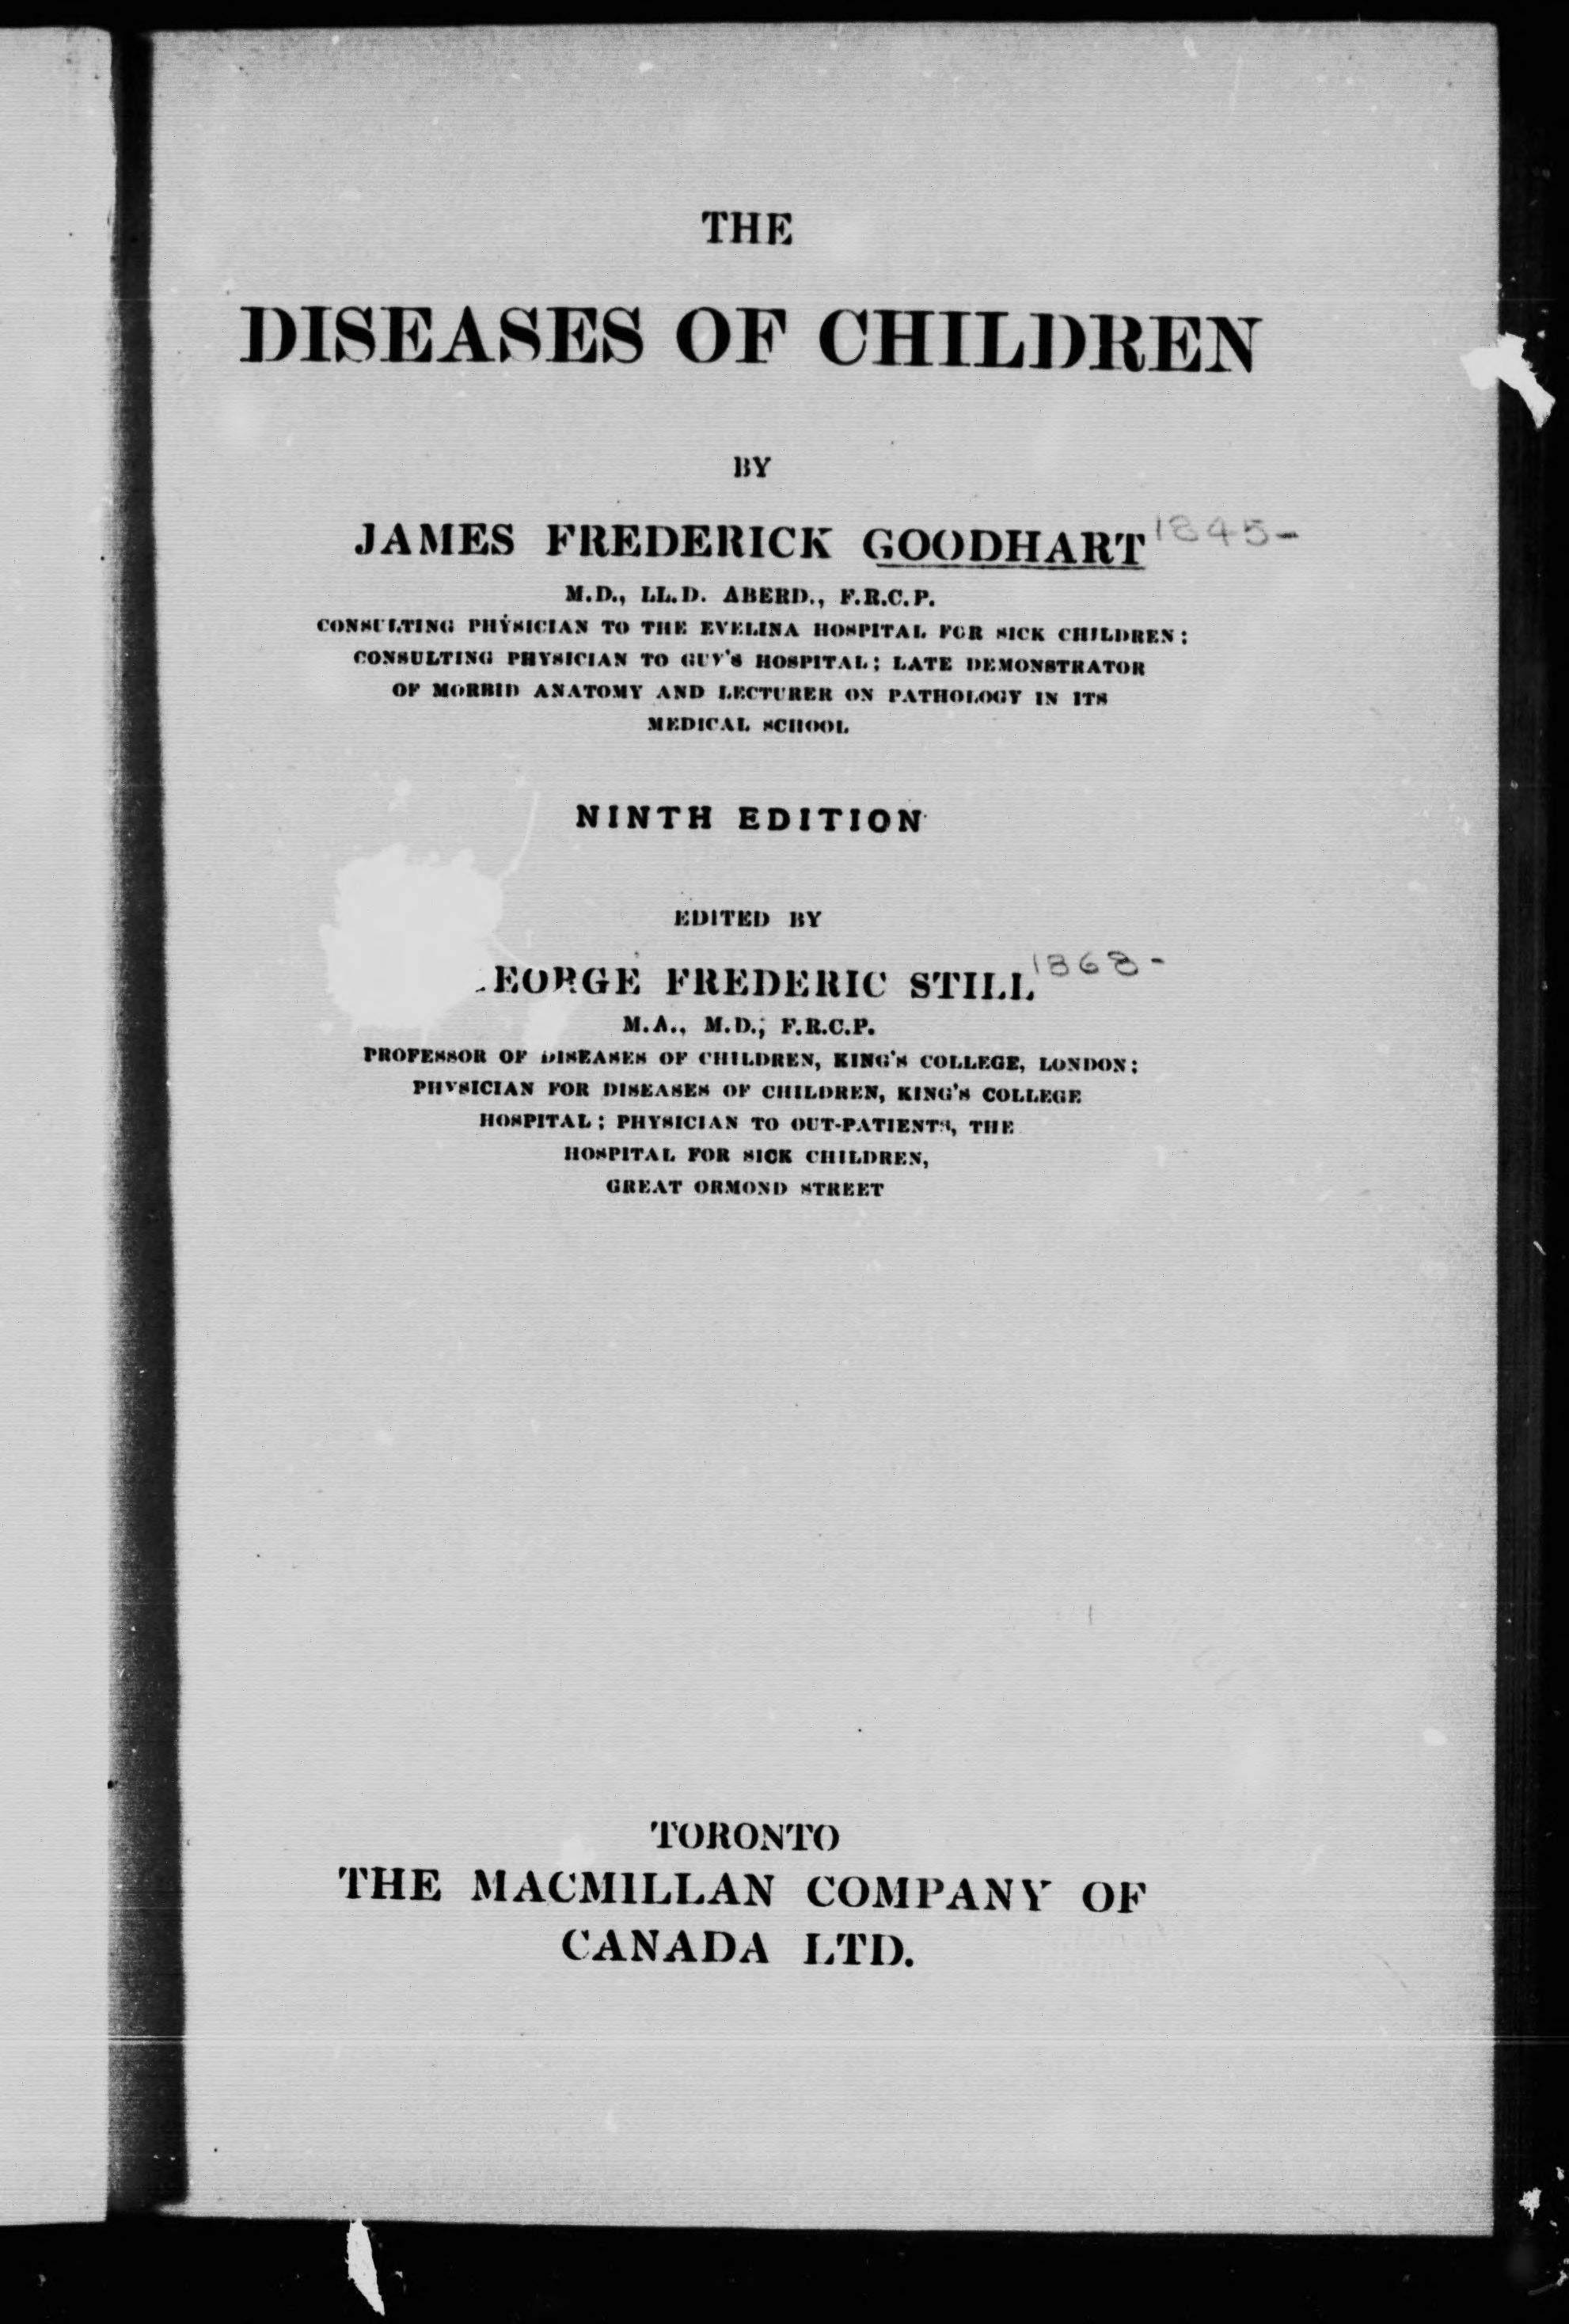 THE
DISEASES OF CHILDREN
BY
JAMES FREDERICK GOODHART 1845-
M.D., LL.D. ABERD., F.R.C.P.
CONSULTING PHYSICIAN TO THE EVELINA HOSPITAL FOR SICK CHILDREN;
CONSULTING PHYSICIAN TO GUY'S HOSPITAL; LATE DEMONSTRATOR
OF MORBID ANATOMY AND LECTURER ON PATHOLOGY IN ITS
MEDICAL SCHOOL
NINTH EDITION
EDITED BY
EORGE FREDERIC STILL 1868-
M.A., M.D., F.R.C.P.
PROFESSOR OF DISEASES OF CHILDREN, KING'S COLLEGE, LONDON;
PHYSICIAN FOR DISEASES OF CHILDREN, KING'S COLLEGE
HOSPITAL; PHYSICIAN TO OUT-PATIENTS, THE
HOSPITAL FOR SICK CHILDREN,
GREAT ORMOND STREET
TORONTO
THE MACMILLAN COMPANY OF
CANADA LTD.